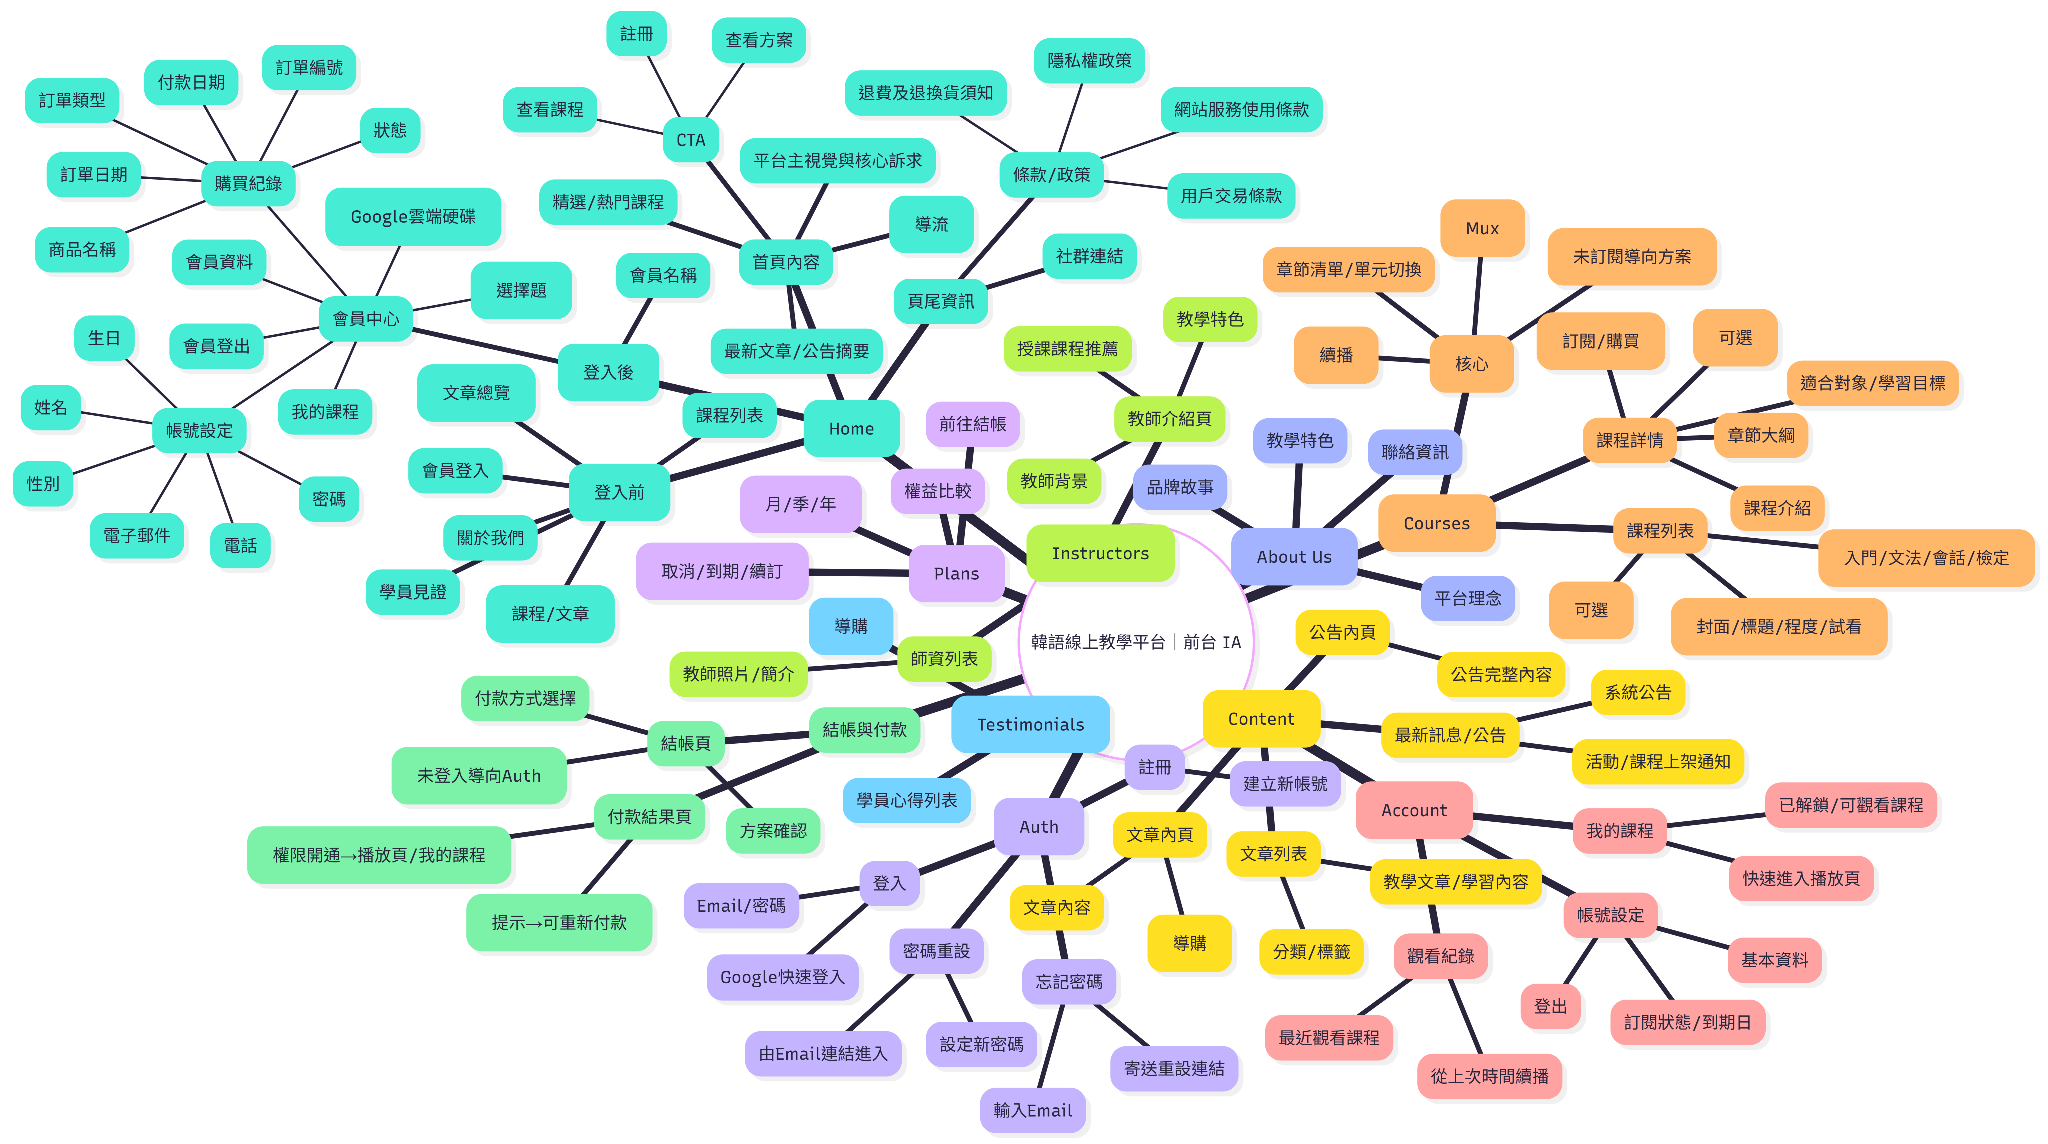 韓語線上教學平台｜前台 IA
Home
登入前
文章總覽
課程列表
會員登入
關於我們
學員見證
課程/文章
登入後
會員名稱
會員中心
會員資料
Google雲端硬碟
選擇題
會員登出
我的課程
購買紀錄
訂單類型
付款日期
訂單編號
狀態
訂單日期
商品名稱
帳號設定
生日
姓名
性別
電子郵件
電話
密碼
首頁內容
CTA
註冊
查看方案
查看課程
平台主視覺與核心訴求
精選/熱門課程
導流
最新文章/公告摘要
頁尾資訊
社群連結
條款/政策
退費及退換貨須知
隱私權政策
網站服務使用條款
用戶交易條款
About Us
教學特色
聯絡資訊
品牌故事
平台理念
Courses
核心
Mux
章節清單/單元切換
未訂閱導向方案
續播
課程詳情
訂閱/購買
可選
適合對象/學習目標
章節大綱
課程介紹
課程列表
入門/文法/會話/檢定
可選
封面/標題/程度/試看
Instructors
教師介紹頁
教學特色
授課課程推薦
教師背景
師資列表
教師照片/簡介
Plans
權益比較
前往結帳
月/季/年
取消/到期/續訂
Testimonials
導購
學員心得列表
結帳與付款
結帳頁
付款方式選擇
未登入導向Auth
方案確認
付款結果頁
權限開通→播放頁/我的課程
提示→可重新付款
Auth
註冊
建立新帳號
登入
Email/密碼
Google快速登入
密碼重設
由Email連結進入
設定新密碼
忘記密碼
輸入Email
寄送重設連結
Content
公告內頁
公告完整內容
最新訊息/公告
系統公告
活動/課程上架通知
文章內頁
文章內容
導購
文章列表
教學文章/學習內容
分類/標籤
Account
我的課程
已解鎖/可觀看課程
快速進入播放頁
帳號設定
基本資料
訂閱狀態/到期日
登出
觀看紀錄
最近觀看課程
從上次時間續播